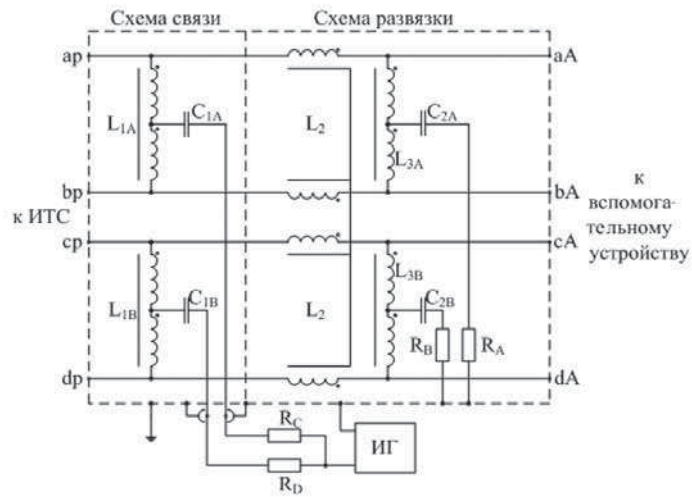 Схема связи
Схема развязки
ap
aA
L1A
C1A
L2
C2A
L3A
bp
bA
к ИТС
к
вспомога-
тельному
устройству
cp
cA
L1B
C1B
L2
L3B
C2B
RB
RA
dp
dA
RC
ИГ
RD